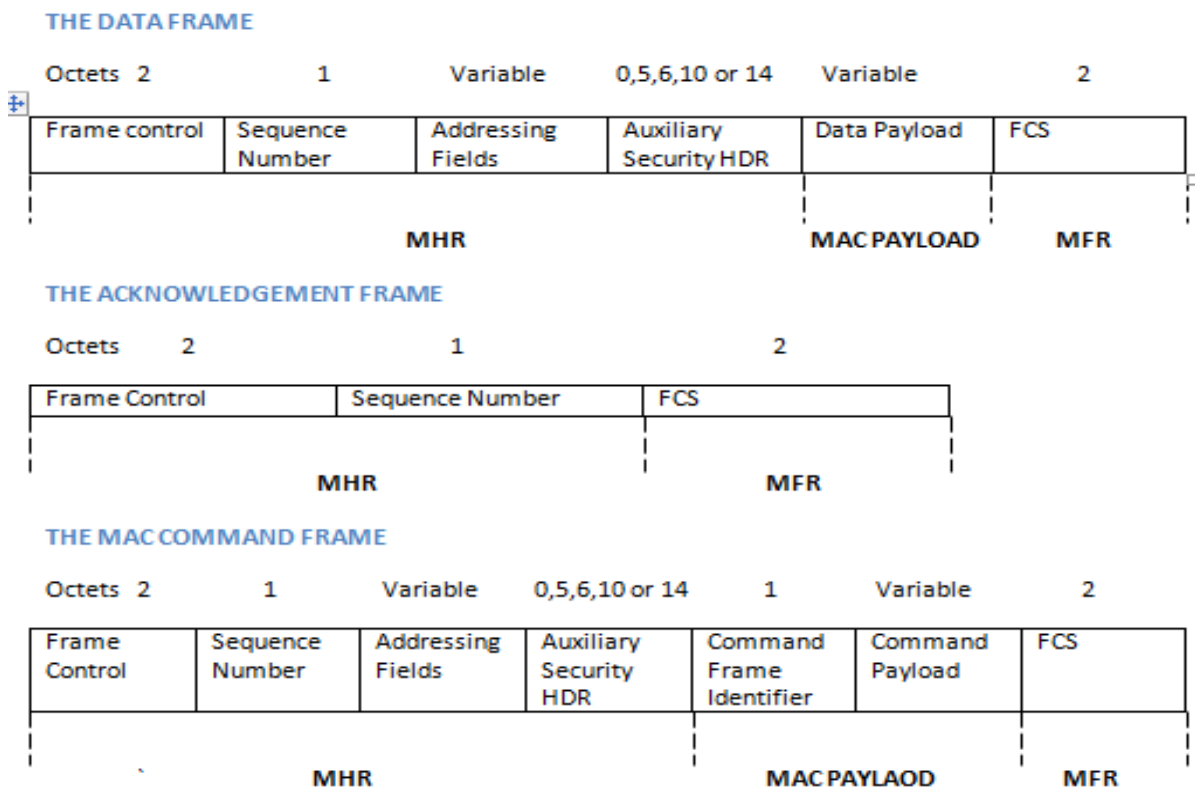 THE DATA FRAME
Octets 2 1 Variable 0,5,6,10 or 14 Variable 2
Frame control Sequence Addressing Auxiliary Data Payload FCS
Number Fields Security HDR
MHR MAC PAYLOAD MFR
THE ACKNOWLEDGEMENT FRAME
Octets 2 1 2
Frame Control Sequence Number FCS
MHR MFR
THE MAC COMMAND FRAME
Octets 2 1 Variable 0,5,6,10 or 14 1 Variable 2
Frame Sequence Addressing Auxiliary Command Command FCS
Control Number Fields Security Frame Payload
HDR Identifier
` MHR MAC PAYLAOD MFR